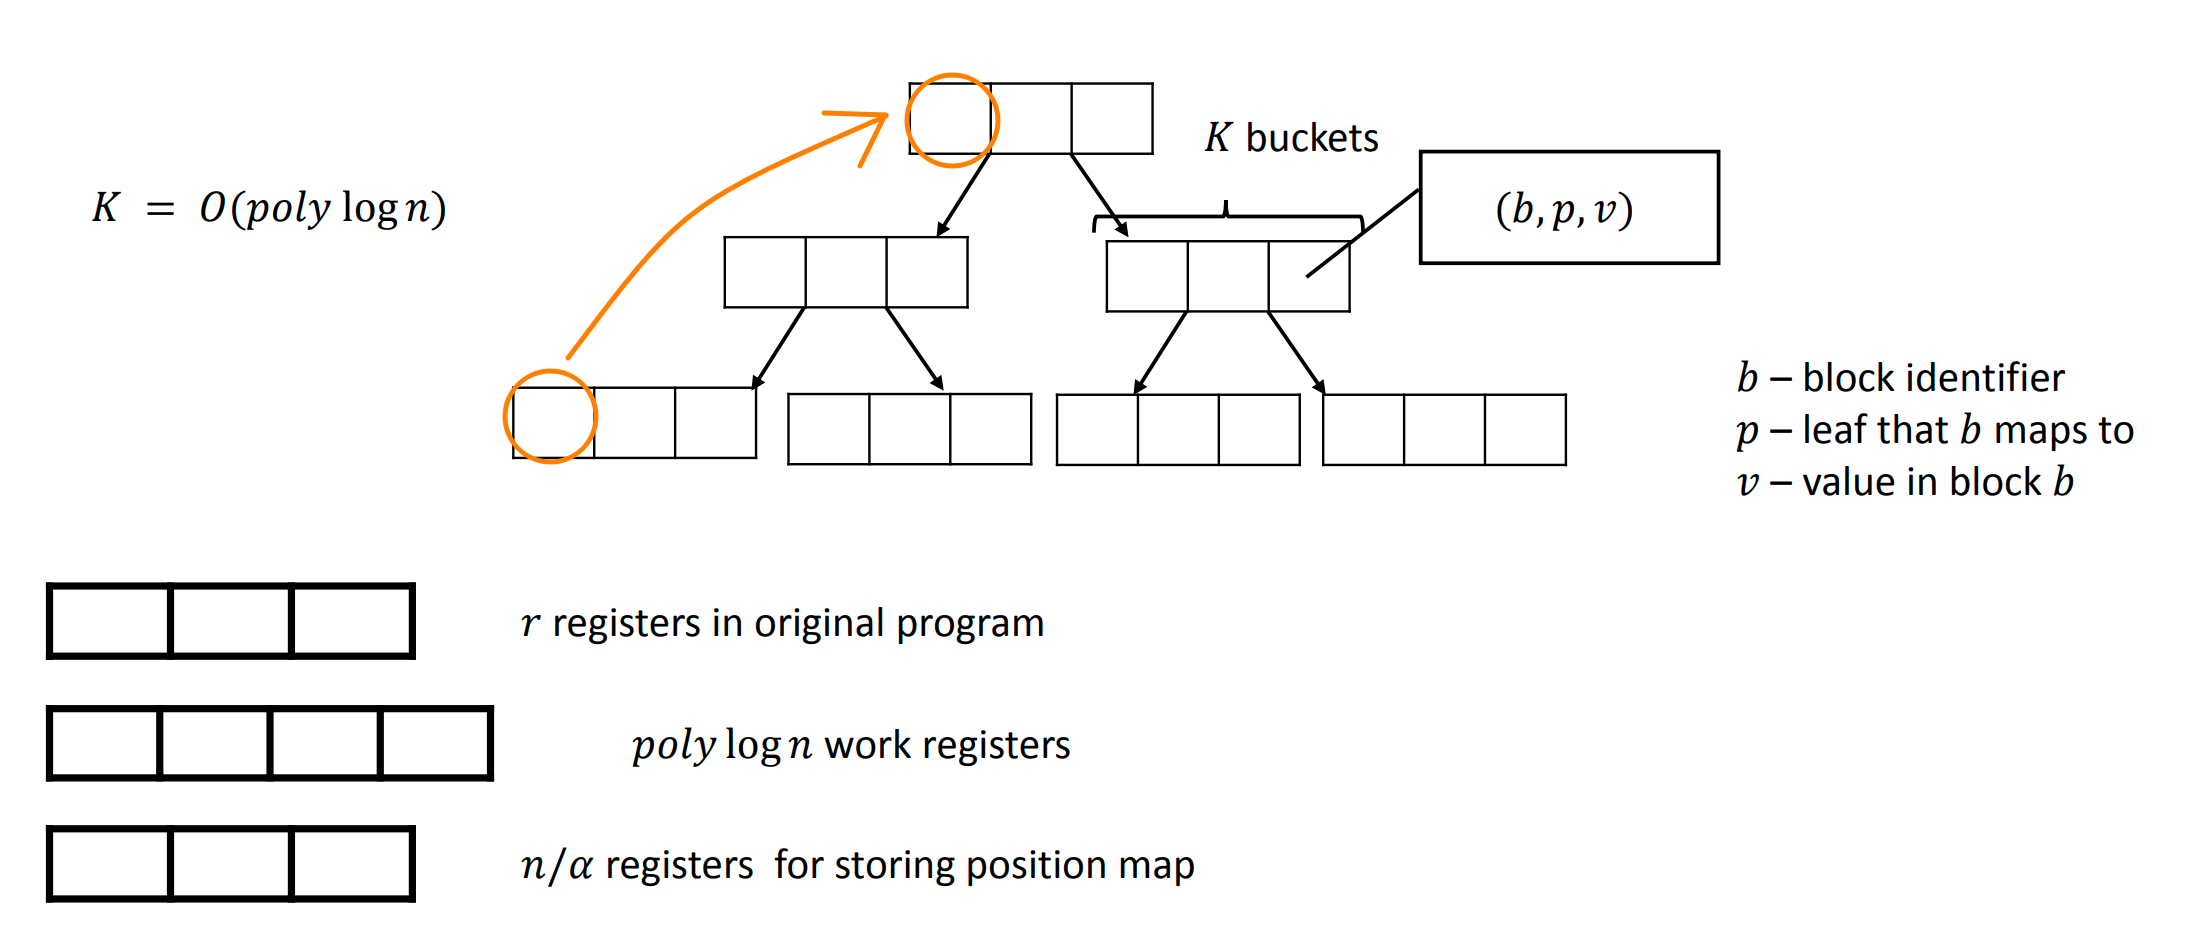 K buckets
K = O(poly log n)
(b, p, v)
b – block identifier
p – leaf that b maps to
v – value in block b
r registers in original program
poly log n work registers
n/α registers for storing position map